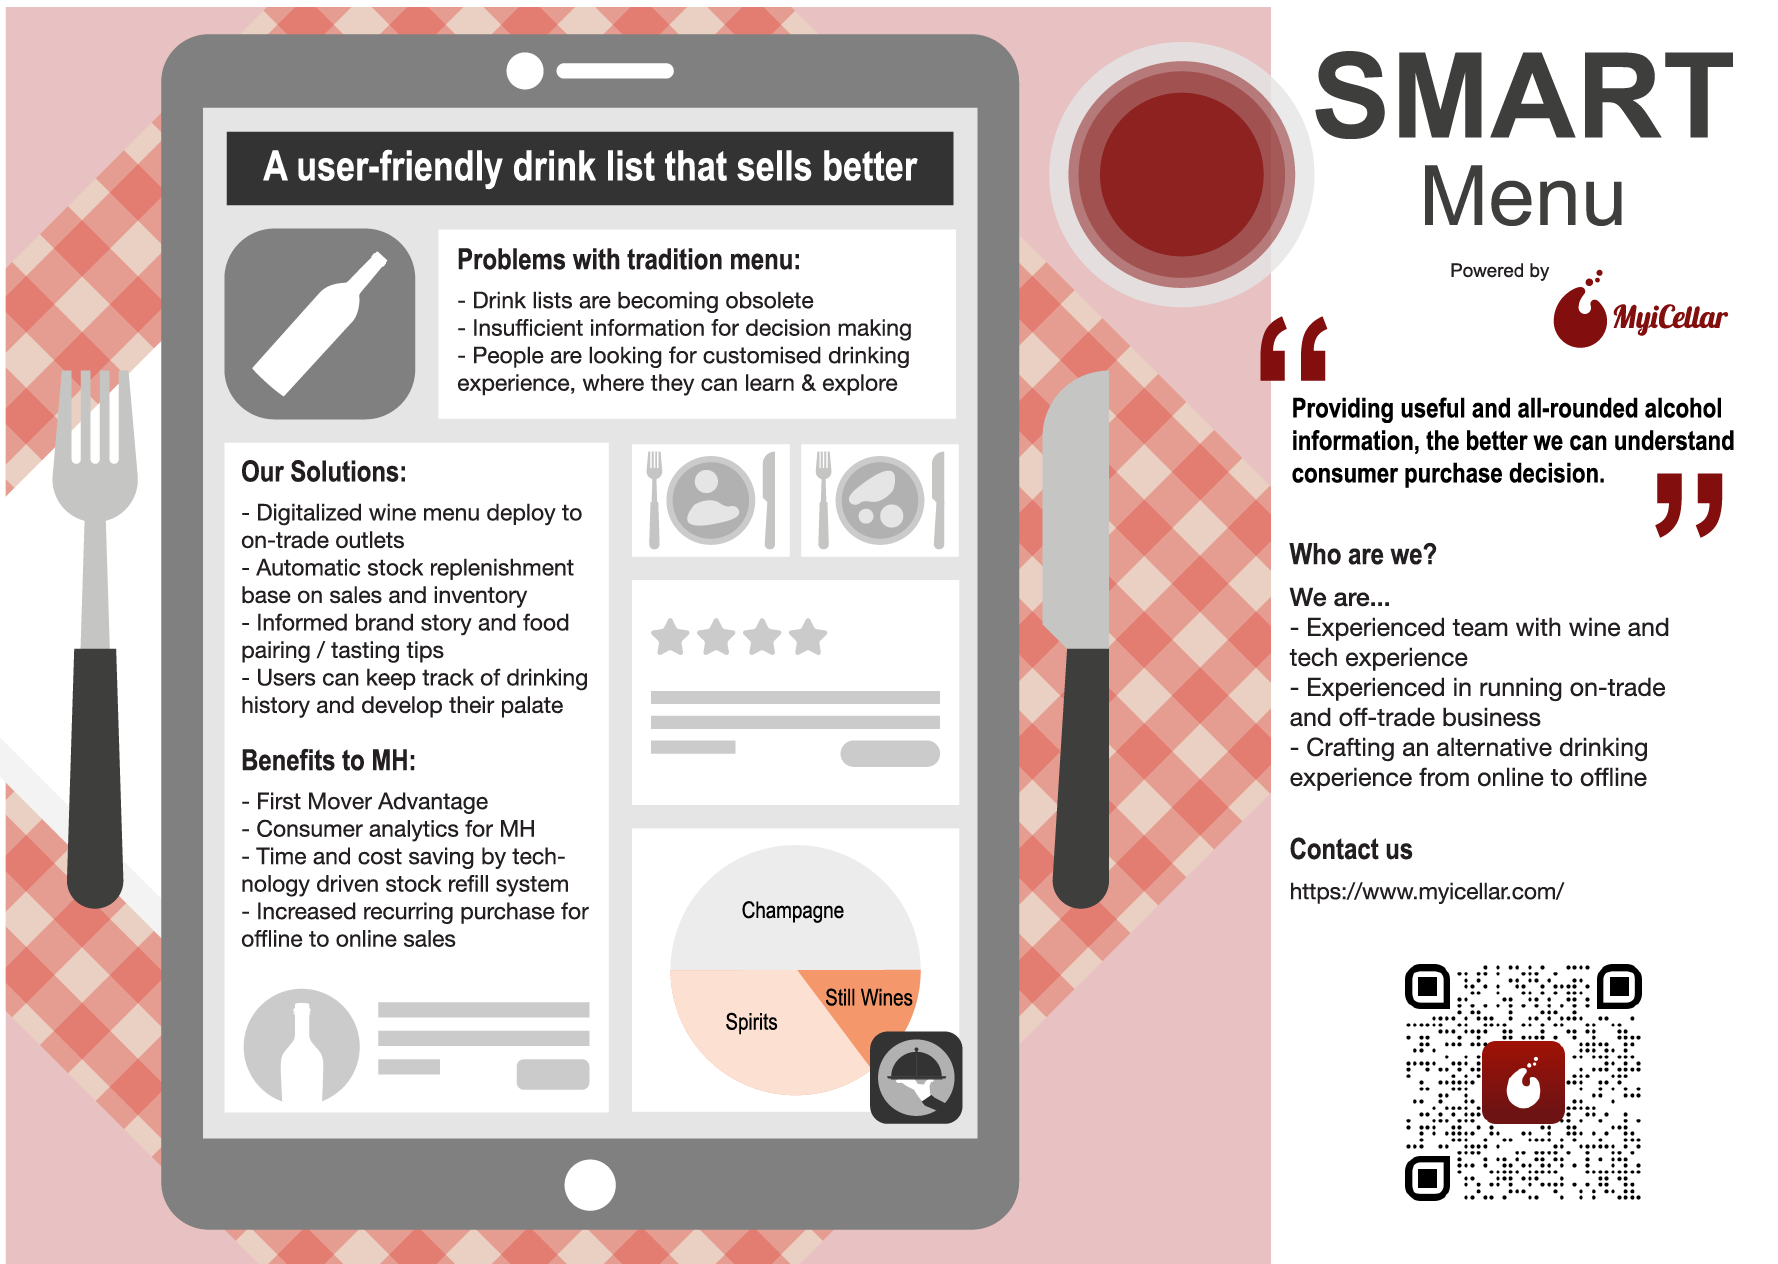 A user-friendly drink list that sells better
Problems with tradition menu:
- Drink lists are becoming obsolete
- Insufficient information for decision making
- People are looking for customised drinking
experience, where they can learn & explore
Our Solutions:
- Digitalized wine menu deploy to
on-trade outlets
- Automatic stock replenishment
base on sales and inventory
- Informed brand story and food
pairing / tasting tips
- Users can keep track of drinking
history and develop their palate
Benefits to MH:
- First Mover Advantage
- Consumer analytics for MH
- Time and cost saving by tech-
nology driven stock refill system
- Increased recurring purchase for
offline to online sales
Champagne
Still Wines
Spirits
SMART
Menu
Powered by
MyiCellar
“
Providing useful and all-rounded alcohol
information, the better we can understand
consumer purchase decision.
”
Who are we?
We are...
- Experienced team with wine and
tech experience
- Experienced in running on-trade
and off-trade business
- Crafting an alternative drinking
experience from online to offline
Contact us
https://www.myicellar.com/